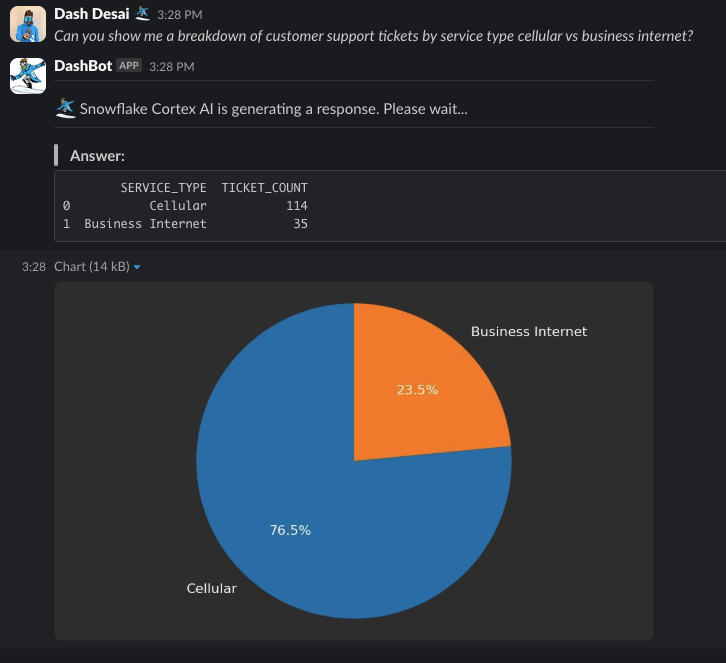 Dash Desai 3:28 PM
Can you show me a breakdown of customer support tickets by service type cellular vs business internet?
DashBot APP 3:28 PM
Snowflake Cortex AI is generating a response. Please wait...
Answer:
SERVICE_TYPE TICKET_COUNT
0 Cellular 114
1 Business Internet 35
3:28 Chart (14 kB)
Business Internet
23.5%
76.5%
Cellular